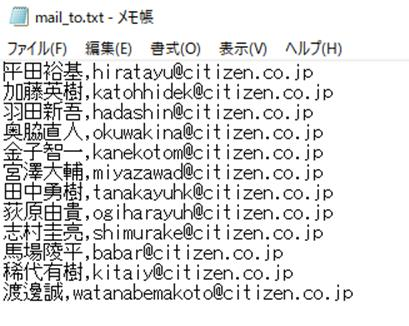 mail_to.txt - メモ帳
ファイル(F) 編集(E) 書式(O) 表示(V) ヘルプ(H)
平田裕基,hiratayu@citizen.co.jp
加藤英樹,katohhidek@citizen.co.jp
羽田新吾,hadashin@citizen.co.jp
奥脇直人,okuwakina@citizen.co.jp
金子智一,kanekotom@citizen.co.jp
宮澤大輔,miyazawad@citizen.co.jp
田中勇樹,tanakayuhk@citizen.co.jp
荻原由貴,ogiharayuh@citizen.co.jp
志村圭亮,shimurake@citizen.co.jp
馬場陵平,babar@citizen.co.jp
稀代有樹,kitaiy@citizen.co.jp
渡邊誠,watanabemakoto@citizen.co.jp